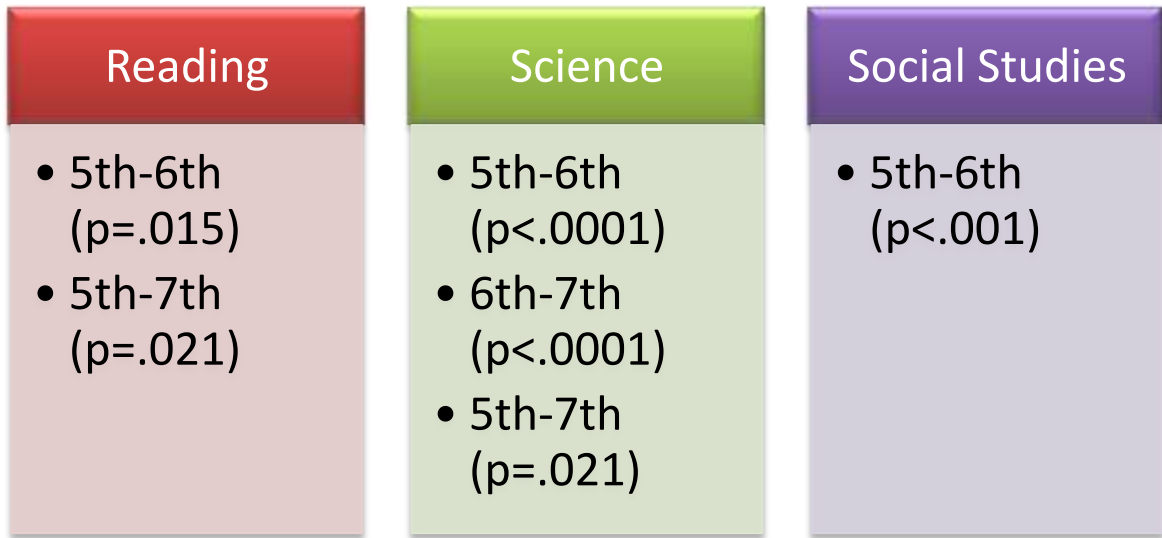 Reading
• 5th-6th
(p=.015)
• 5th-7th
(p=.021)
Science
• 5th-6th
(p<.0001)
• 6th-7th
(p<.0001)
• 5th-7th
(p=.021)
Social Studies
• 5th-6th
(p<.001)